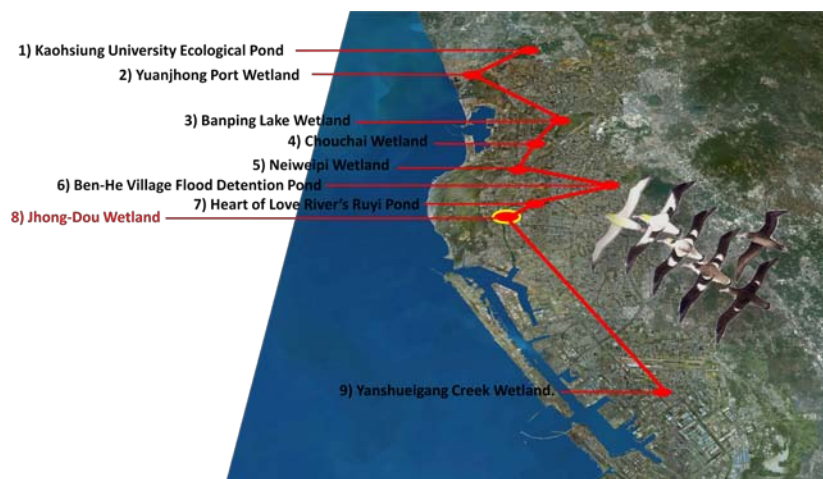 1) Kaohsiung University Ecological Pond
2) Yuanjhong Port Wetland
3) Banping Lake Wetland
4) Chouchai Wetland
5) Neiweipi Wetland
6) Ben-He Village Flood Detention Pond
7) Heart of Love River's Ruyi Pond
8) Jhong-Dou Wetland
9) Yanshueigang Creek Wetland.